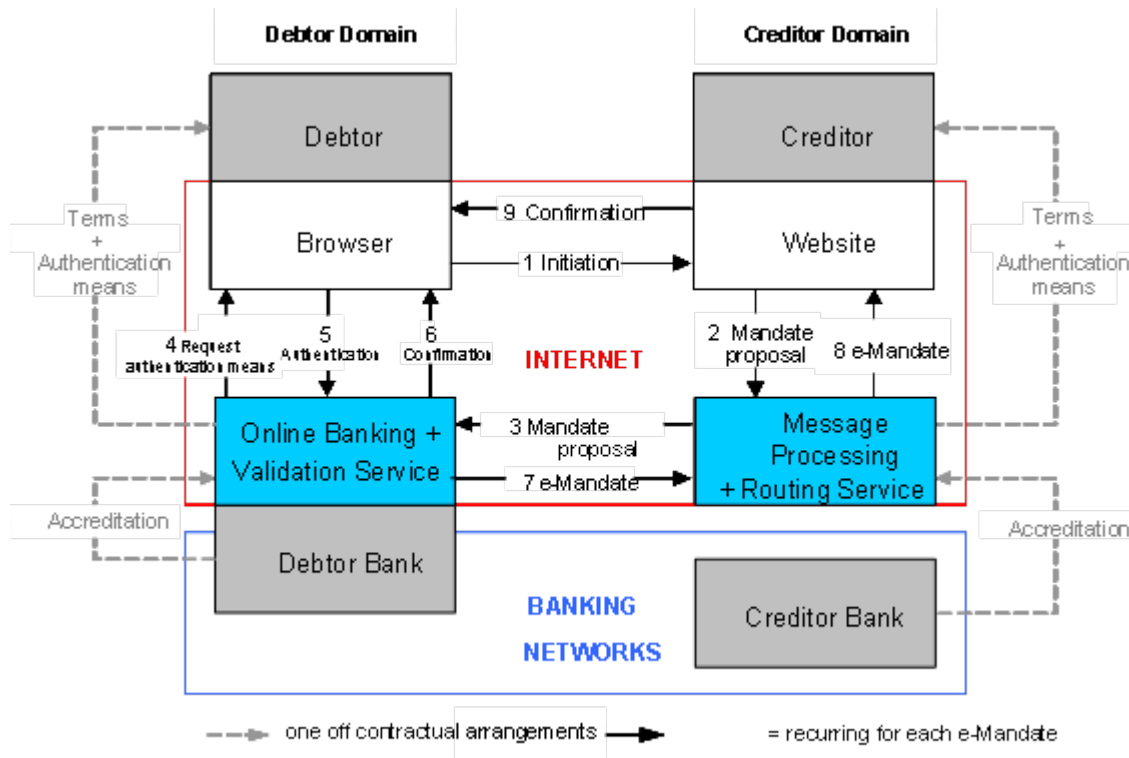 Debtor Domain
Creditor Domain
Debtor
Creditor
9 Confirmation
Terms
+
Authentication
means
Browser
Website
Terms
+
Authentication
means
1 Initiation
4 Request
authentication means
5
Authentication
6
Confirmation
INTERNET
2 Mandate
proposal
8 e-Mandate
Online Banking +
Validation Service
3 Mandate
proposal
7 e-Mandate
Message
Processing
+ Routing Service
Accreditation
Accreditation
Debtor Bank
BANKING
NETWORKS
Creditor Bank
one off contractual arrangements
= recurring for each e-Mandate